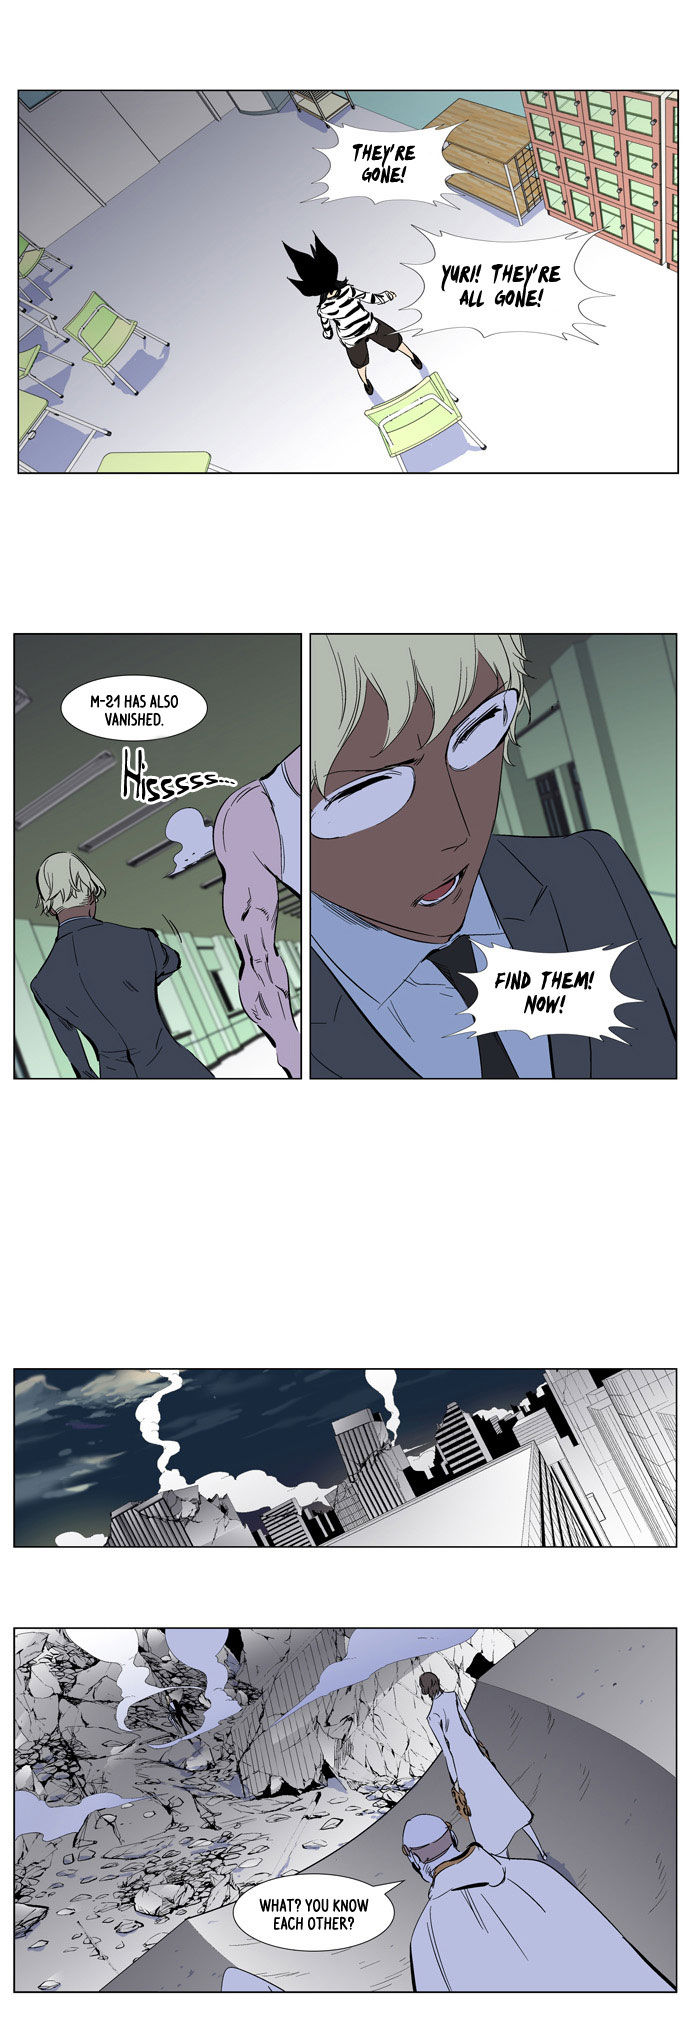 THEY'RE
GONE!
YURI! THEY'RE
ALL GONE!
M-21 HAS ALSO
VANISHED.
HISSSSS...
FIND THEM!
NOW!
WHAT? YOU KNOW
EACH OTHER?